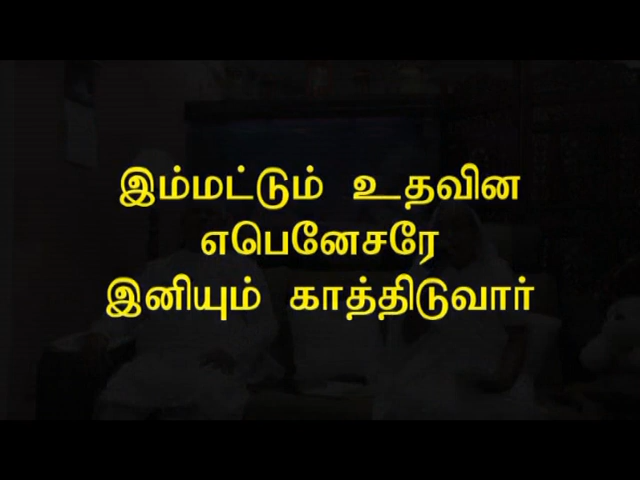 இம்மட்டும் உதவின
எபெனேசரே
இனியும் காத்திடுவார்